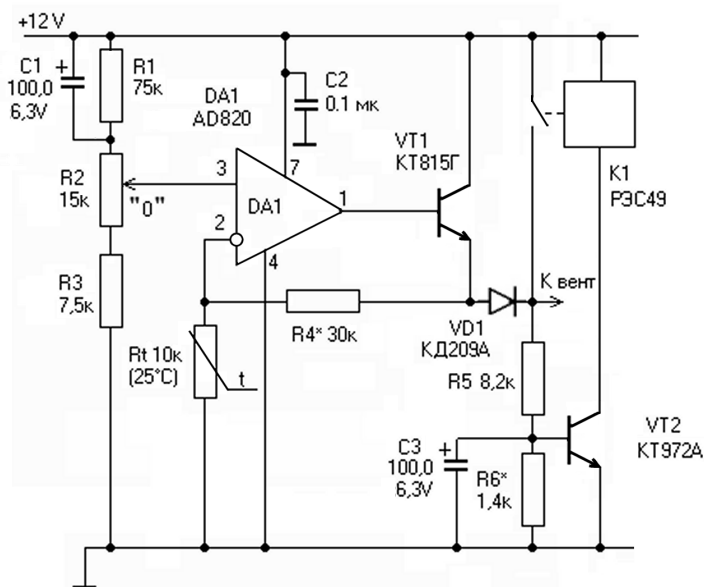 +12 V
C1 +
100,0
6,3V
R1
75к
DA1
AD820
C2
0.1 мк
VT1
КТ815Г
K1
РЭС49
R2
15к
"0"
3
7
2
DA1
1
4
R3
7,5к
К вент
R4* 30к
VD1
КД209А
Rt 10к
(25°C)
t
R5 8,2к
VT2
КТ972А
C3 +
100,0
6,3V
R6*
1,4к